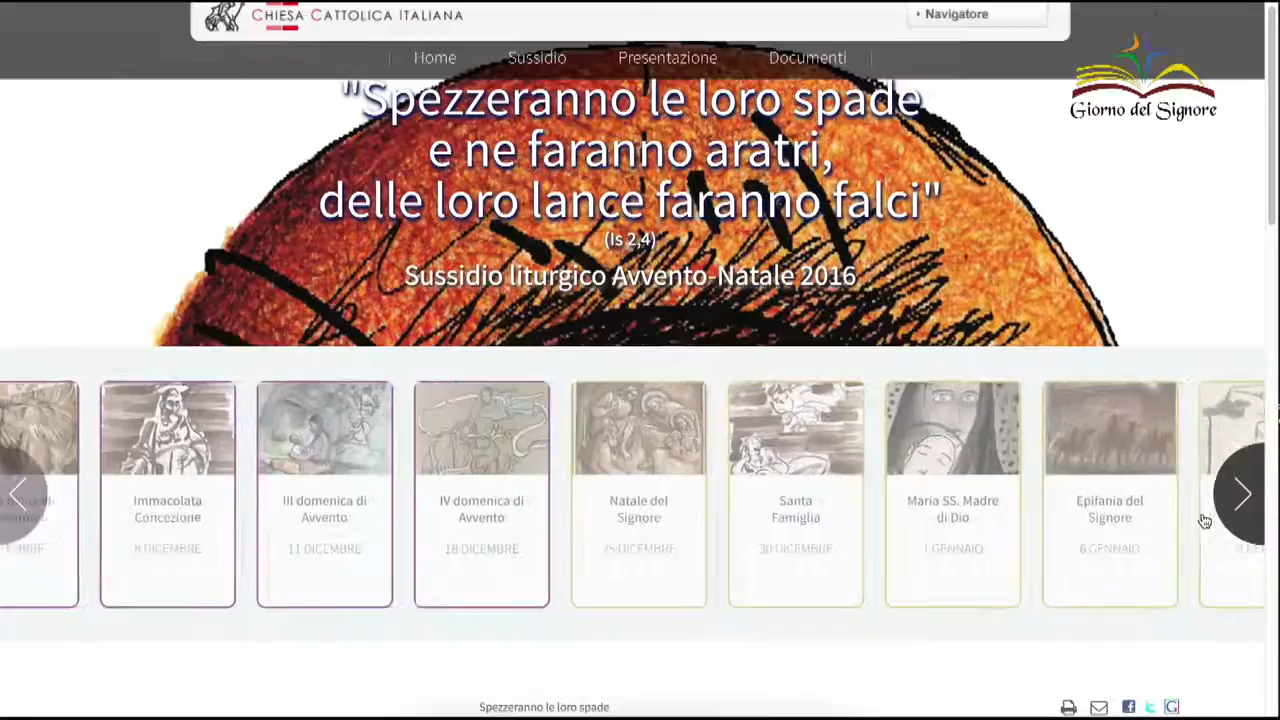 CHIESA CATTOLICA ITALIANA
Navigatore
Home Sussidio Presentazione Documenti
Giorno del Signore
"Spezzeranno le loro spade
e ne faranno aratri,
delle loro lance faranno falci"
(Is 2,4)
Sussidio liturgico Avvento-Natale 2016
Immacolata
Concezione
8 DICEMBRE
III domenica di
Avvento
11 DICEMBRE
IV domenica di
Avvento
18 DICEMBRE
Natale del
Signore
25 DICEMBRE
Santa
Famiglia
30 DICEMBRE
Maria SS. Madre
di Dio
1 GENNAIO
Epifania del
Signore
6 GENNAIO
Spezzeranno le loro spade